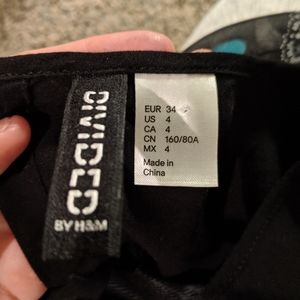 DIVIDED
BY H&M
EUR 34
US 4
CA 4
CN 160/80A
MX 4
Made in
China